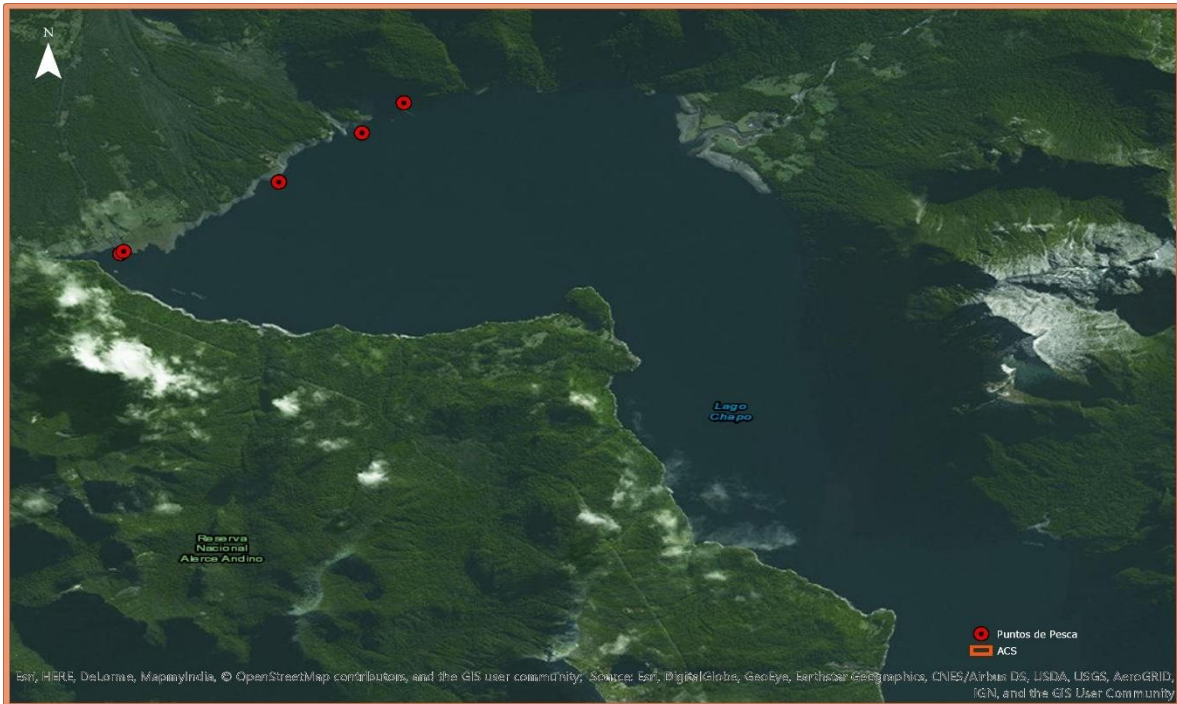 N
Lago
Chapo
Reserva
Nacional
Alerce Andino
Puntos de Pesca
ACS
Esri, HERE, DeLorme, MapmyIndia, © OpenStreetMap contributors, and the GIS user community; Source: Esri, DigitalGlobe, GeoEye, Earthstar Geographics, CNES/Airbus DS, USDA, USGS, AeroGRID,
IGN, and the GIS User Community